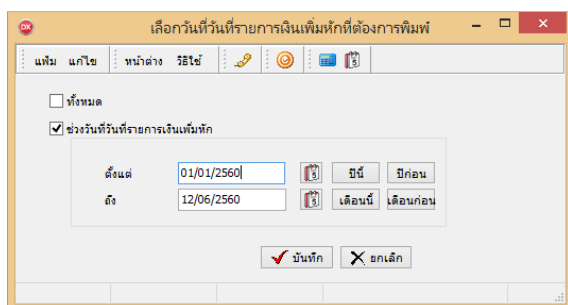 เลือกวันที่วันที่รายการเงินเพิ่มหักที่ต้องการพิมพ์
แฟ้ม แก้ไข หน้าต่าง วิธีใช้
ทั้งหมด
ช่วงวันที่วันที่รายการเงินเพิ่มหัก
ตั้งแต่ 01/01/2560 ปีนี้ ปีก่อน
ถึง 12/06/2560 เดือนนี้ เดือนก่อน
บันทึก ยกเลิก